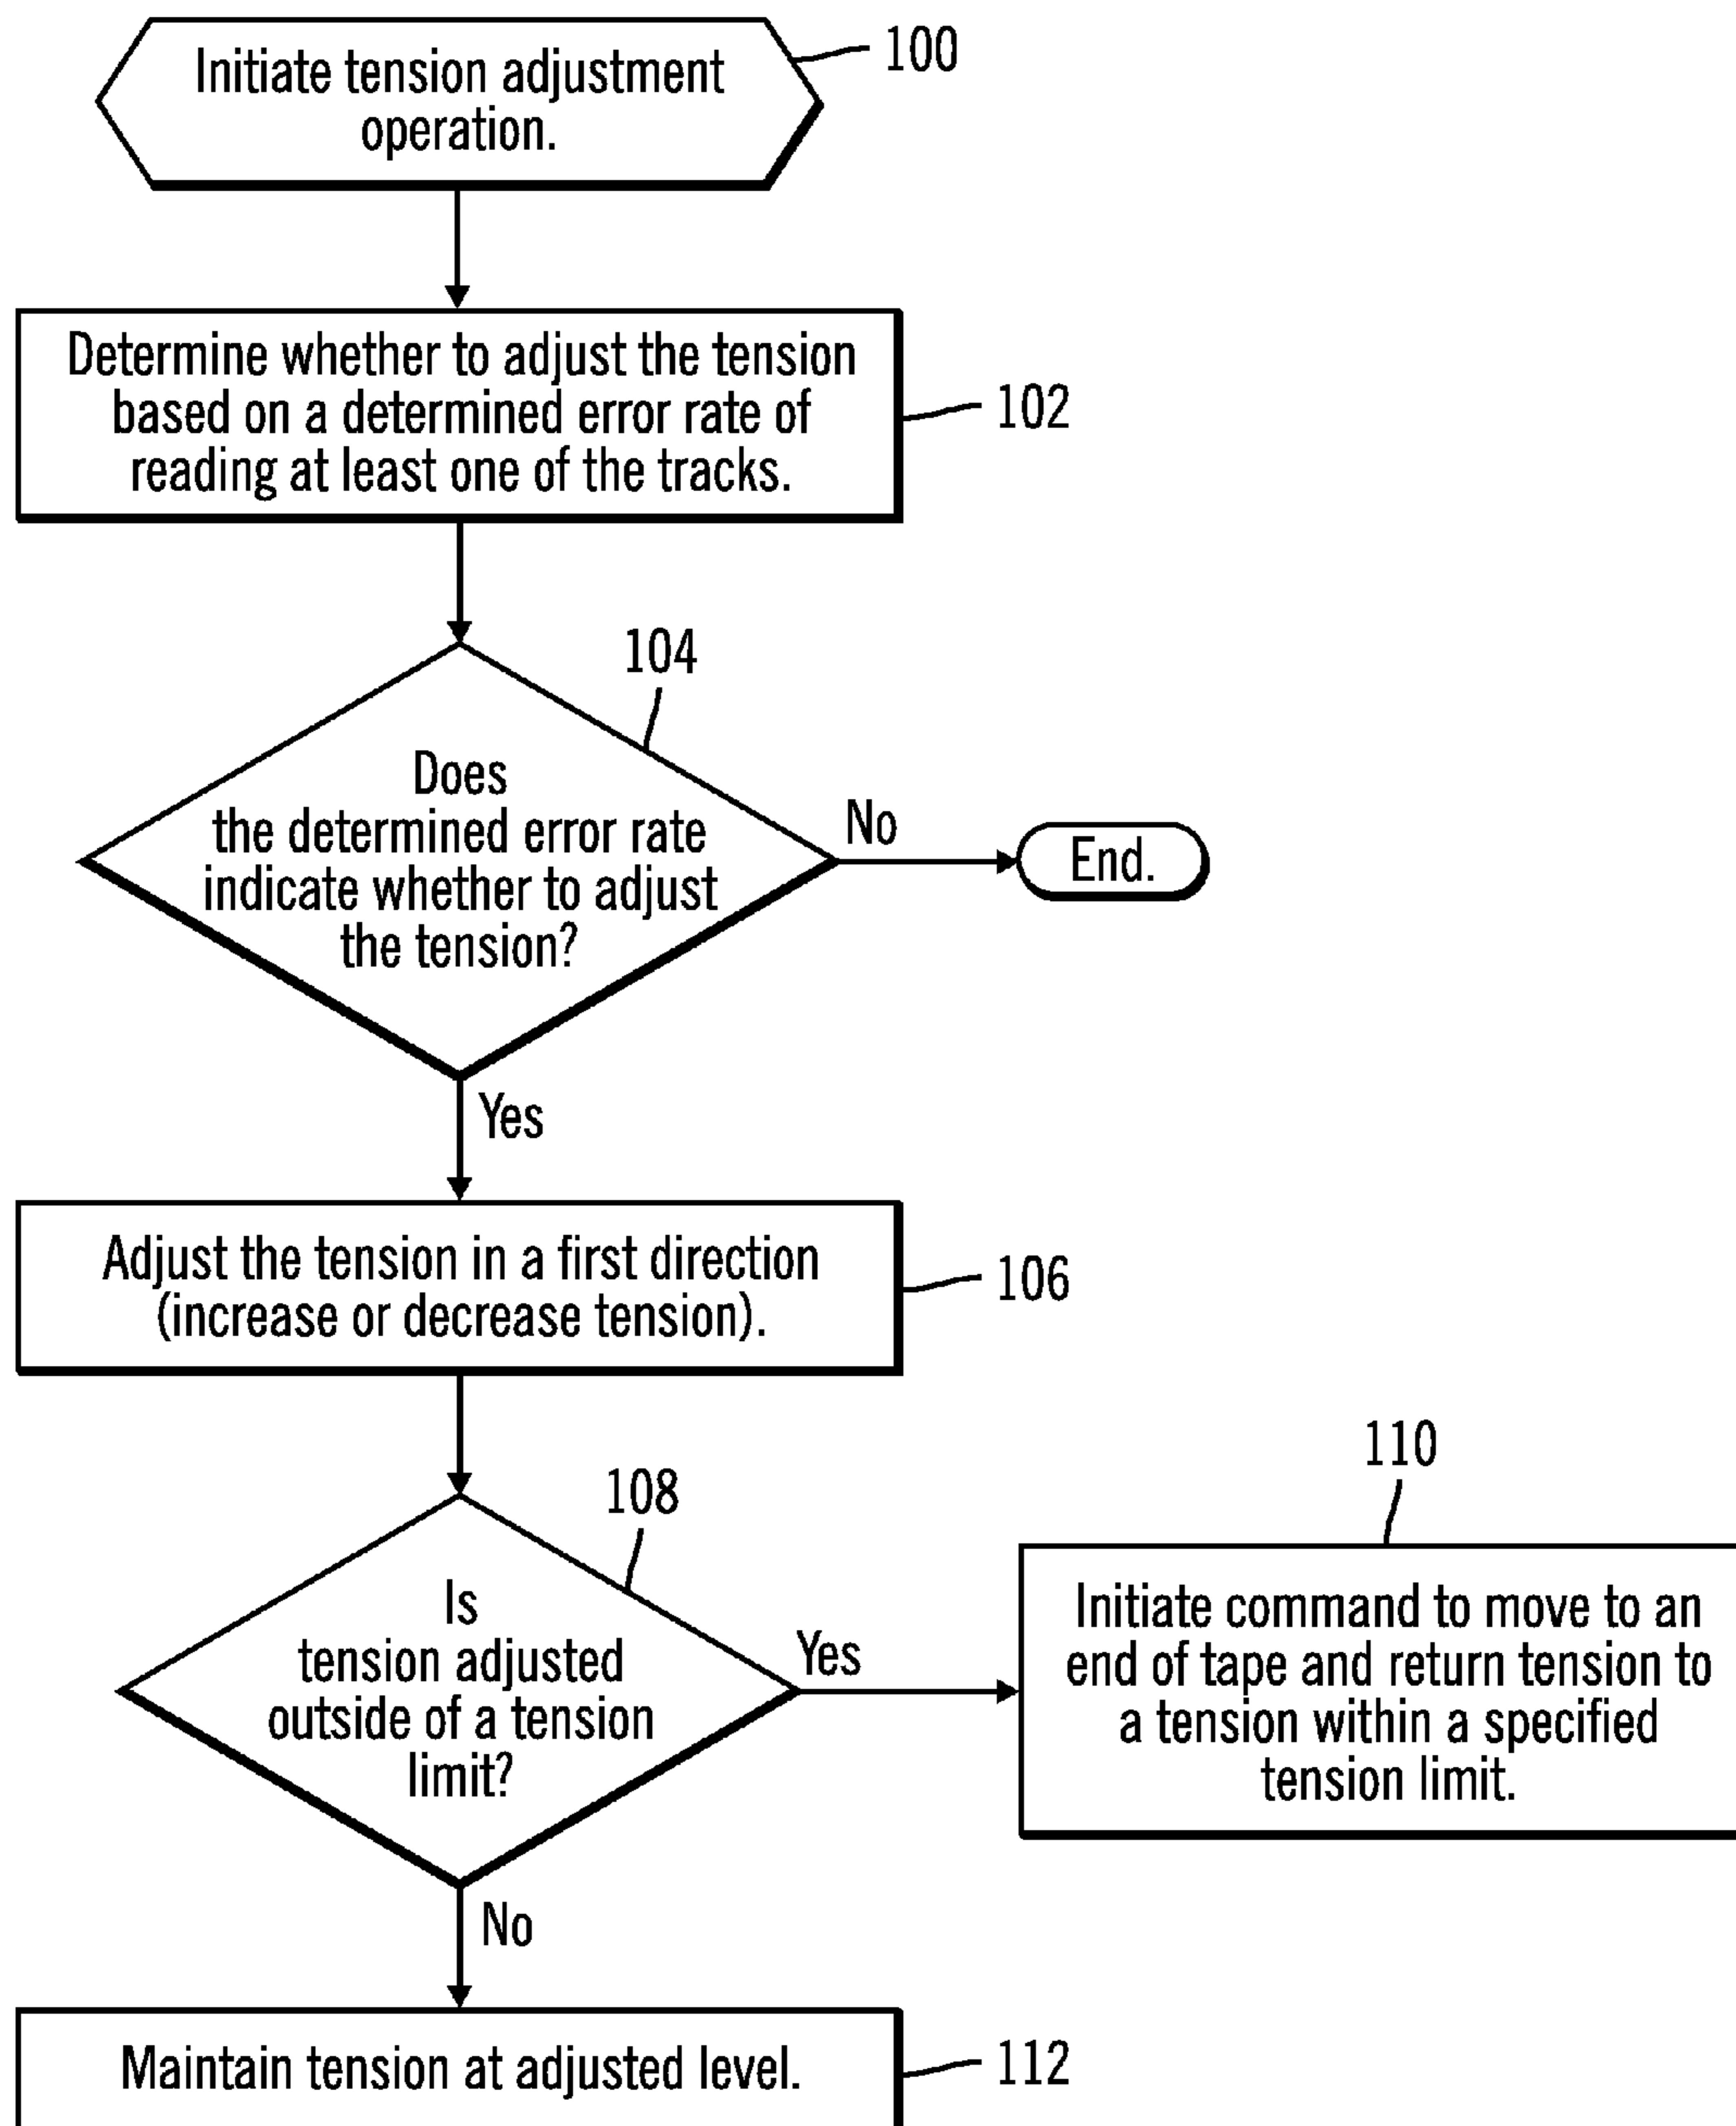 Initiate tension adjustment
operation.
100
Determine whether to adjust the tension
based on a determined error rate of
reading at least one of the tracks.
102
104
Does
the determined error rate
indicate whether to adjust
the tension?
No
End.
Yes
Adjust the tension in a first direction
(increase or decrease tension).
106
108
Is
tension adjusted
outside of a tension
limit?
Yes
110
Initiate command to move to an
end of tape and return tension to
a tension within a specified
tension limit.
No
Maintain tension at adjusted level.
112